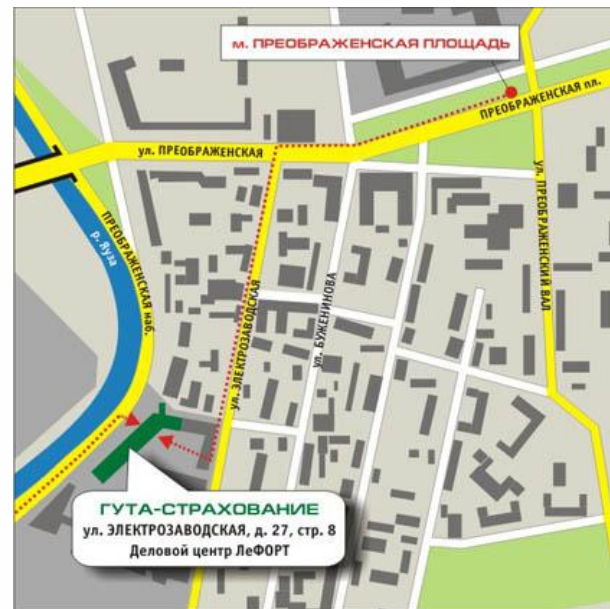 м. ПРЕОБРАЖЕНСКАЯ ПЛОЩАДЬ
ПРЕОБРАЖЕНСКАЯ пл.
ул. ПРЕОБРАЖЕНСКАЯ
ул. ПРЕОБРАЖЕНСКИЙ ВАЛ
ПРЕОБРАЖЕНСКАЯ наб.
р. Яуза
ул. ЭЛЕКТРОЗАВОДСКАЯ
ул. БУЖЕНИНОВА
ГУТА-СТРАХОВАНИЕ
ул. ЭЛЕКТРОЗАВОДСКАЯ, д. 27, стр. 8
Деловой центр ЛеФОРТ